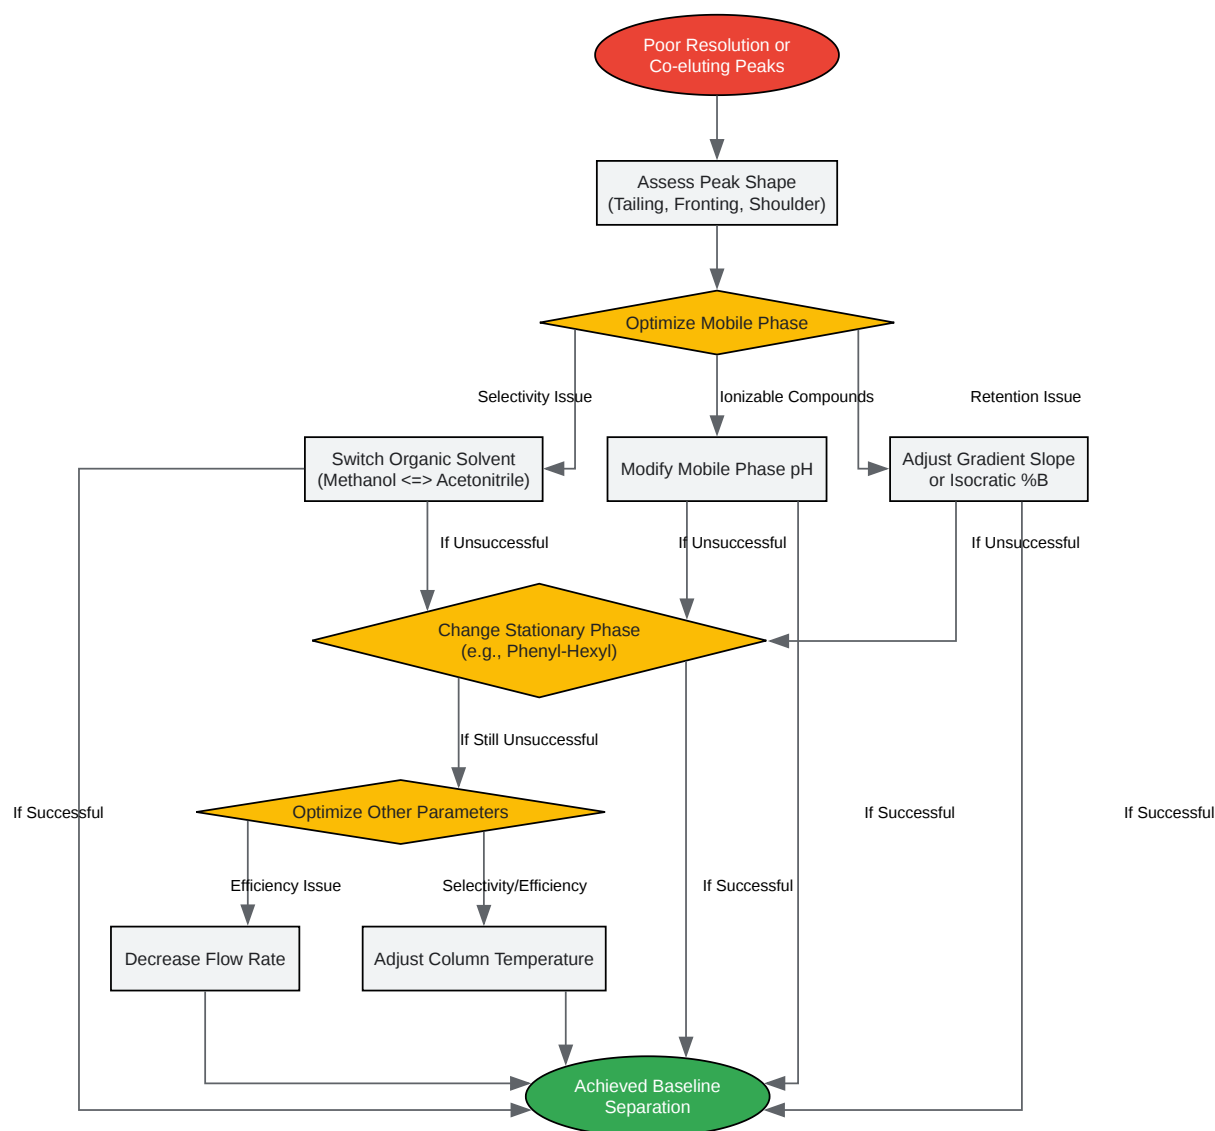 Poor Resolution or
Co-eluting Peaks
Assess Peak Shape
(Tailing, Fronting, Shoulder)
Optimize Mobile Phase
Selectivity Issue
Ionizable Compounds
Retention Issue
Switch Organic Solvent
(Methanol <=> Acetonitrile)
Modify Mobile Phase pH
Adjust Gradient Slope
or Isocratic %B
If Unsuccessful
If Unsuccessful
If Unsuccessful
Change Stationary Phase
(e.g., Phenyl-Hexyl)
If Still Unsuccessful
If Successful
Optimize Other Parameters
If Successful
If Successful
Efficiency Issue
Selectivity/Efficiency
If Successful
Decrease Flow Rate
Adjust Column Temperature
Achieved Baseline
Separation